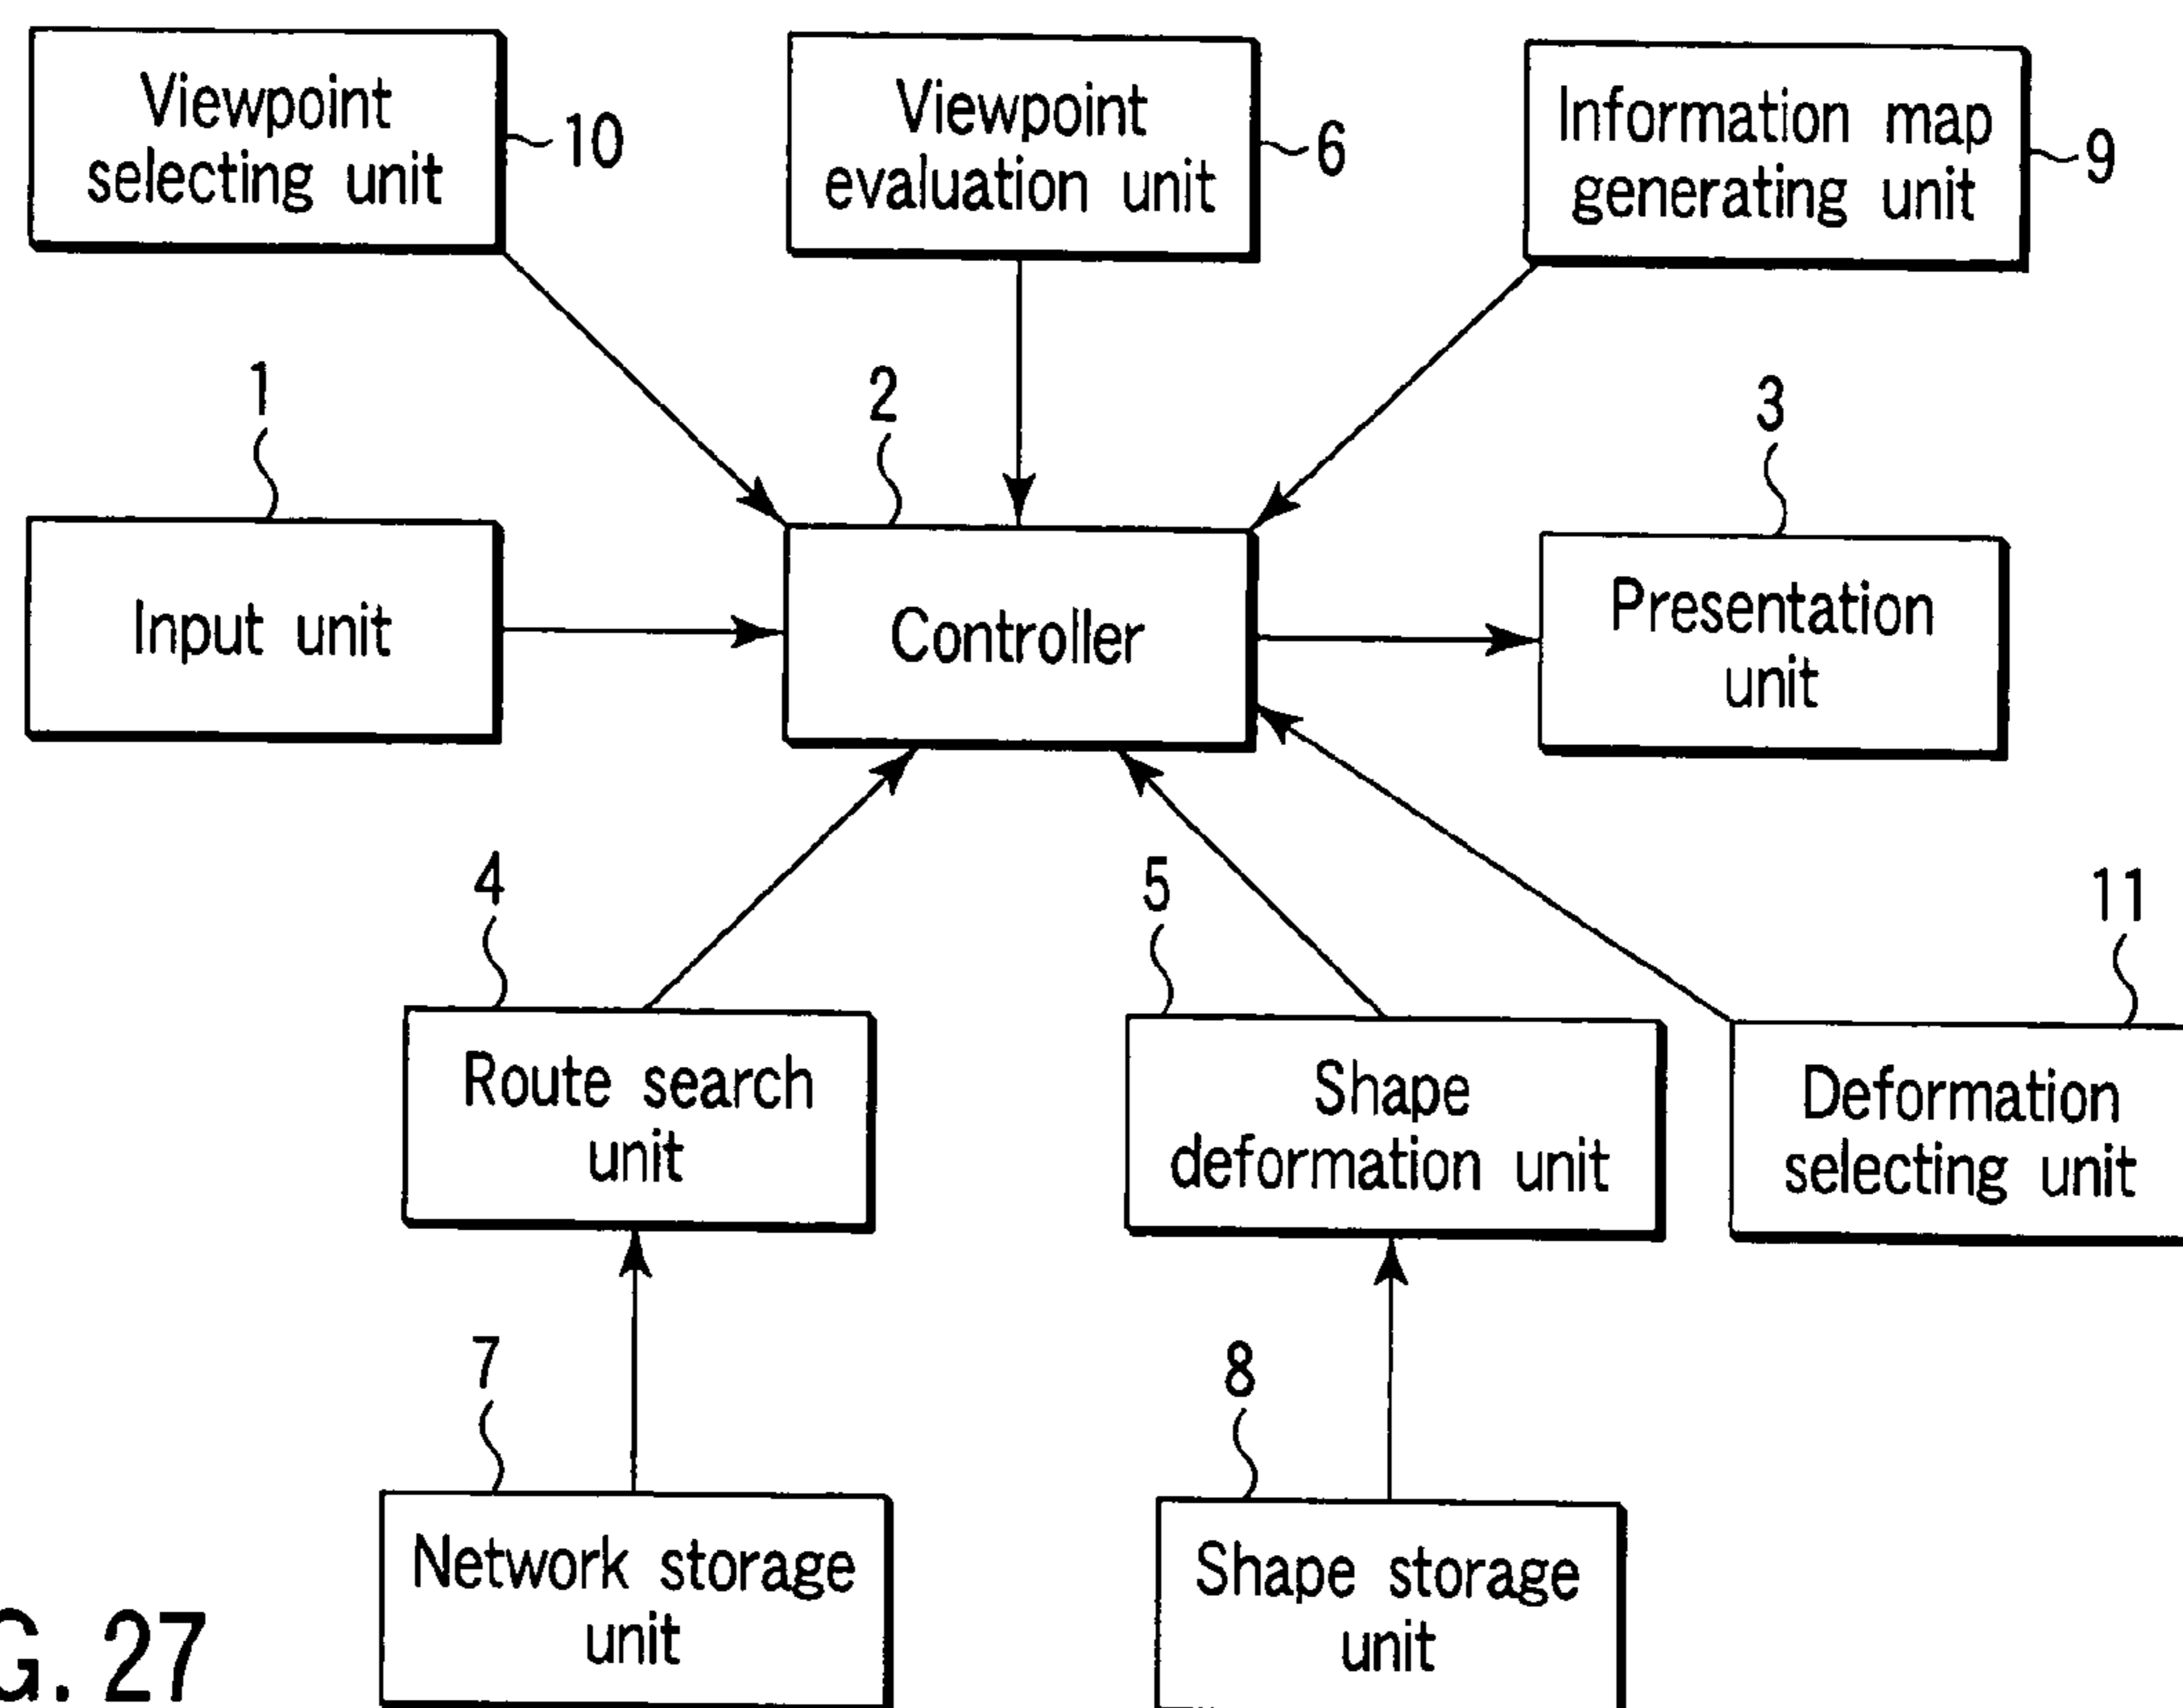 Viewpoint
selecting unit
10
Viewpoint
evaluation unit
6
Information map
generating unit
9
1
2
3
Input unit
Controller
Presentation
unit
4
5
11
Route search
unit
Shape
deformation unit
Deformation
selecting unit
7
8
Network storage
unit
Shape storage
unit
G. 27